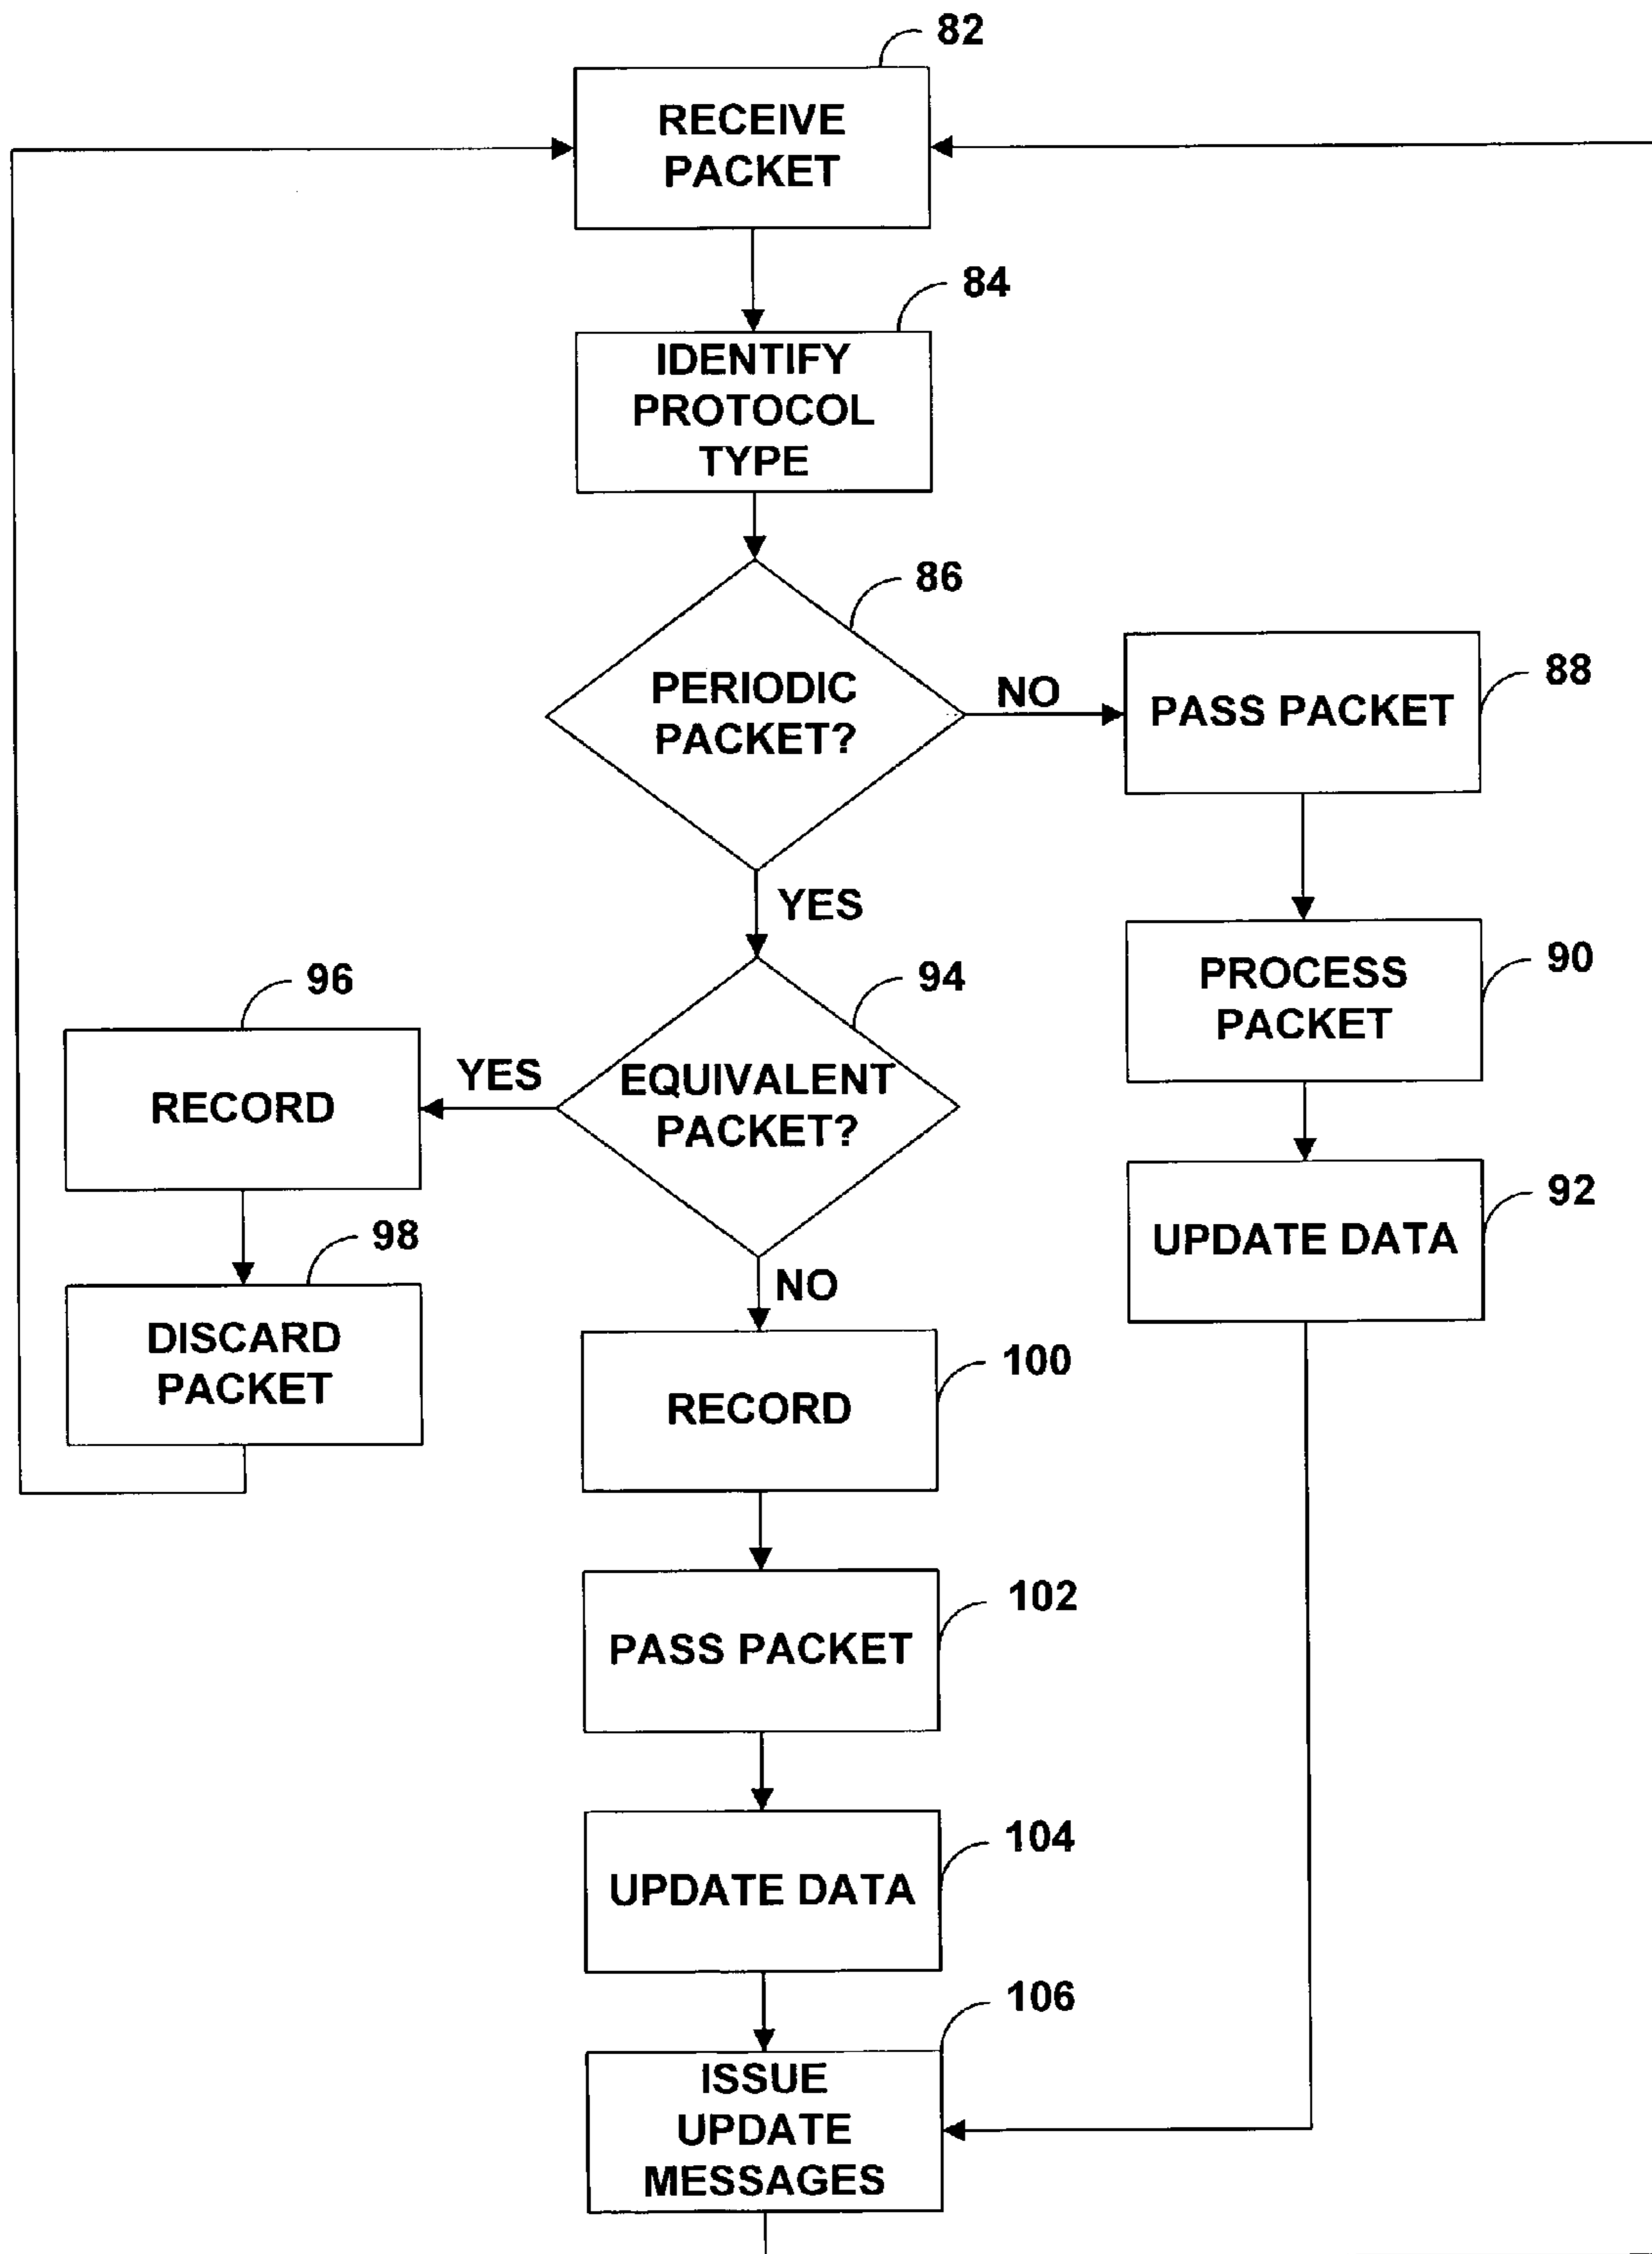 82
RECEIVE
PACKET
84
IDENTIFY
PROTOCOL
TYPE
86
PERIODIC
PACKET?
NO
88
PASS PACKET
YES
90
PROCESS
PACKET
94
EQUIVALENT
PACKET?
YES
96
RECORD
92
UPDATE DATA
98
DISCARD
PACKET
NO
100
RECORD
102
PASS PACKET
104
UPDATE DATA
106
ISSUE
UPDATE
MESSAGES